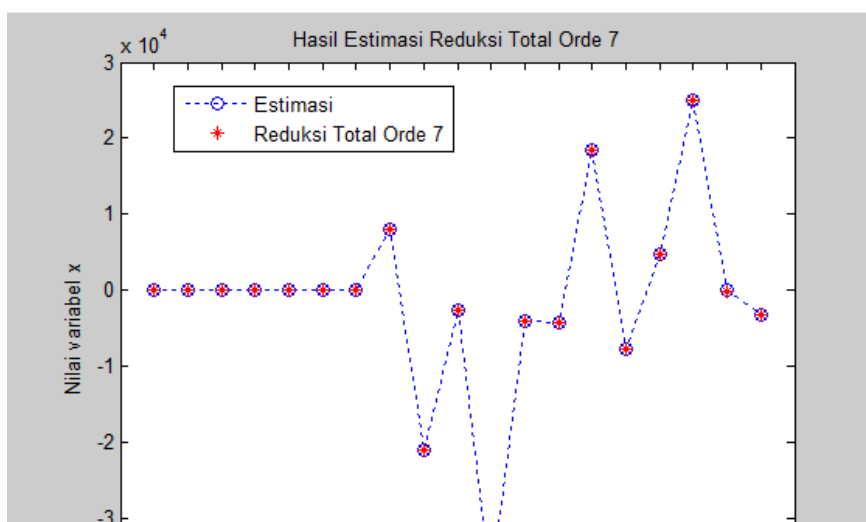 Hasil Estimasi Reduksi Total Orde 7
x 10^4
3
Estimasi
Reduksi Total Orde 7
2
1
0
-1
-2
-3
Nilai variabel x